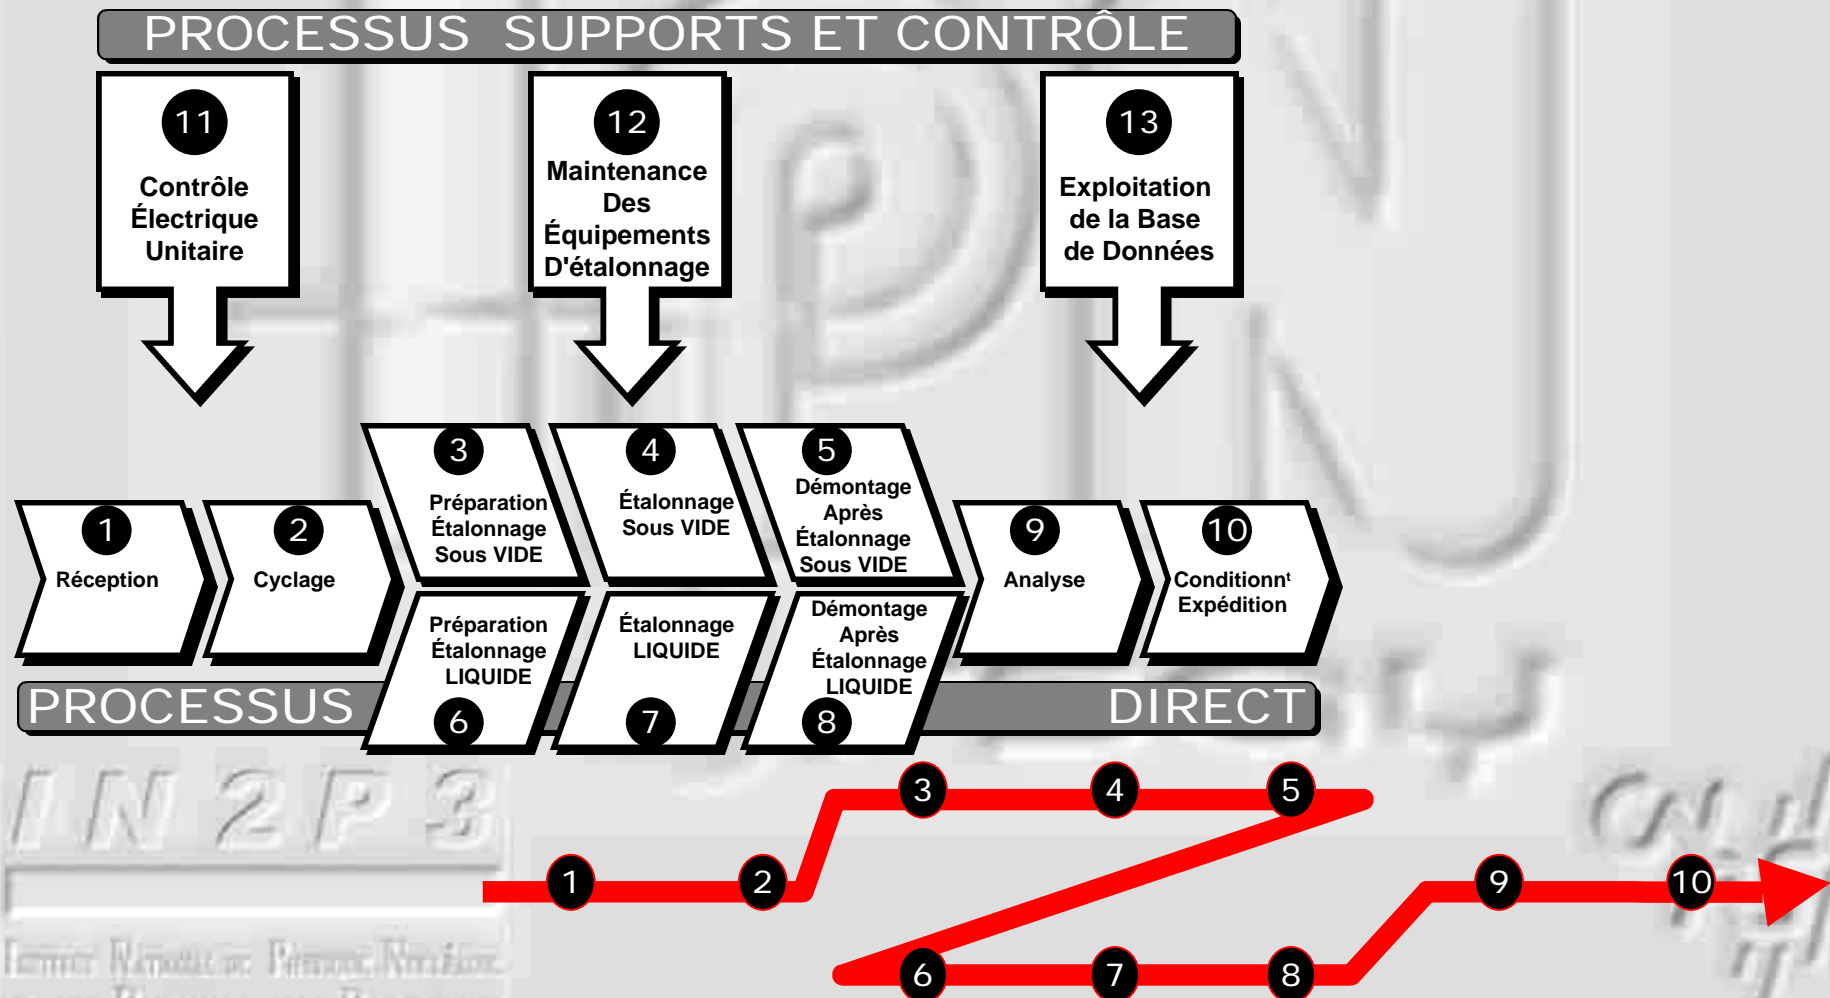 PROCESSUS SUPPORTS ET CONTRÔLE
11
Contrôle
Électrique
Unitaire
12
Maintenance
Des
Équipements
D'étalonnage
13
Exploitation
de la Base
de Données
1
Réception
2
Cyclage
3
Préparation
Étalonnage
Sous VIDE
4
Étalonnage
Sous VIDE
5
Démontage
Après
Étalonnage
Sous VIDE
Préparation
Étalonnage
LIQUIDE
6
Étalonnage
LIQUIDE
7
Démontage
Après
Étalonnage
LIQUIDE
8
9
Analyse
10
Conditionnt
Expédition
PROCESSUS DIRECT
IN2P3
3 4 5
1 2
9 10
6 7 8